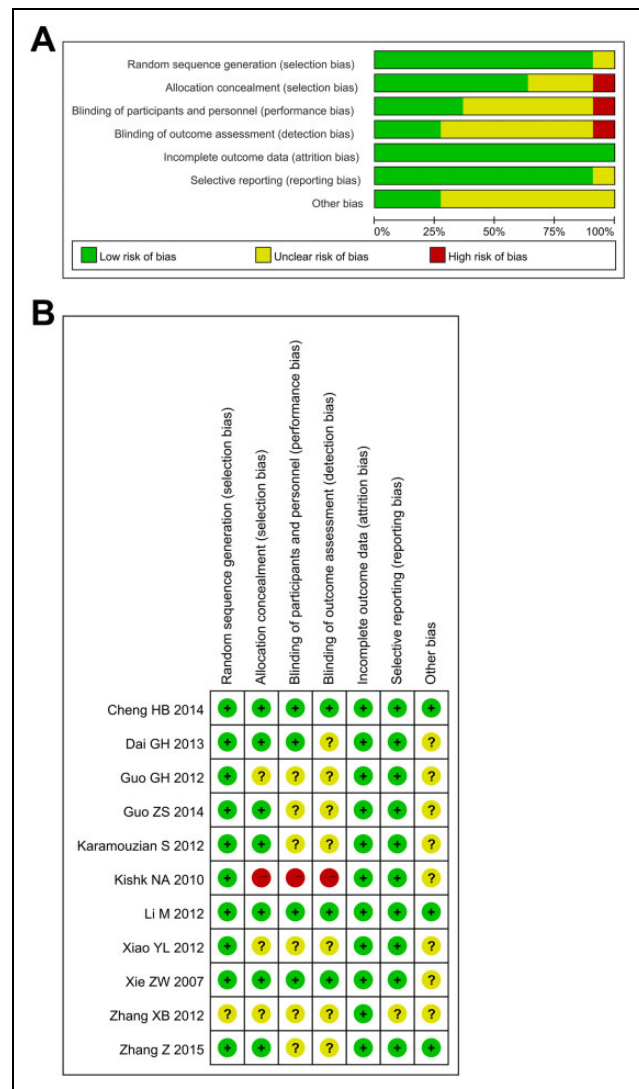 A
Random sequence generation (selection bias)
Allocation concealment (selection bias)
Blinding of participants and personnel (performance bias)
Blinding of outcome assessment (detection bias)
Incomplete outcome data (attrition bias)
Selective reporting (reporting bias)
Other bias
0% 25% 50% 75% 100%
Low risk of bias Unclear risk of bias High risk of bias
B
Random sequence generation (selection bias)
Allocation concealment (selection bias)
Blinding of participants and personnel (performance bias)
Blinding of outcome assessment (detection bias)
Incomplete outcome data (attrition bias)
Selective reporting (reporting bias)
Other bias
Cheng HB 2014 + + + + + + +
Dai GH 2013 + + + ? + + ?
Guo GH 2012 + ? ? ? + + ?
Guo ZS 2014 + + ? ? + + ?
Karamouzian S 2012 + + ? ? + + ?
Kishk NA 2010 + - - - + + ?
Li M 2012 + + + + + + +
Xiao YL 2012 + ? ? ? + + ?
Xie ZW 2007 + + + + + + ?
Zhang XB 2012 ? ? ? ? + ? ?
Zhang Z 2015 + + ? ? + + +